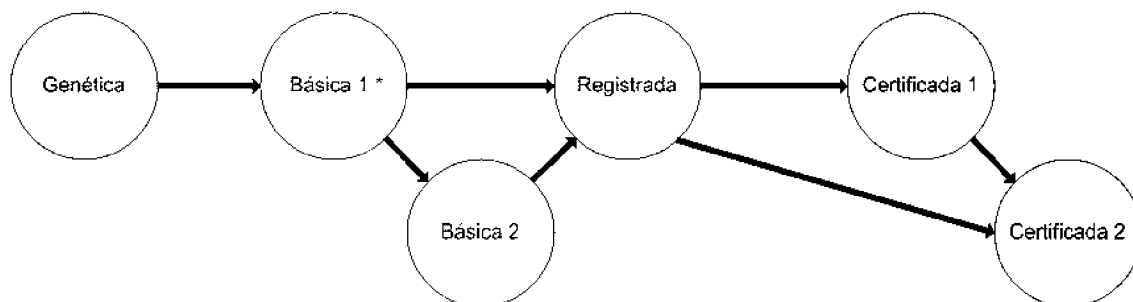 Genética
Básica 1 *
Registrada
Certificada 1
Básica 2
Certificada 2